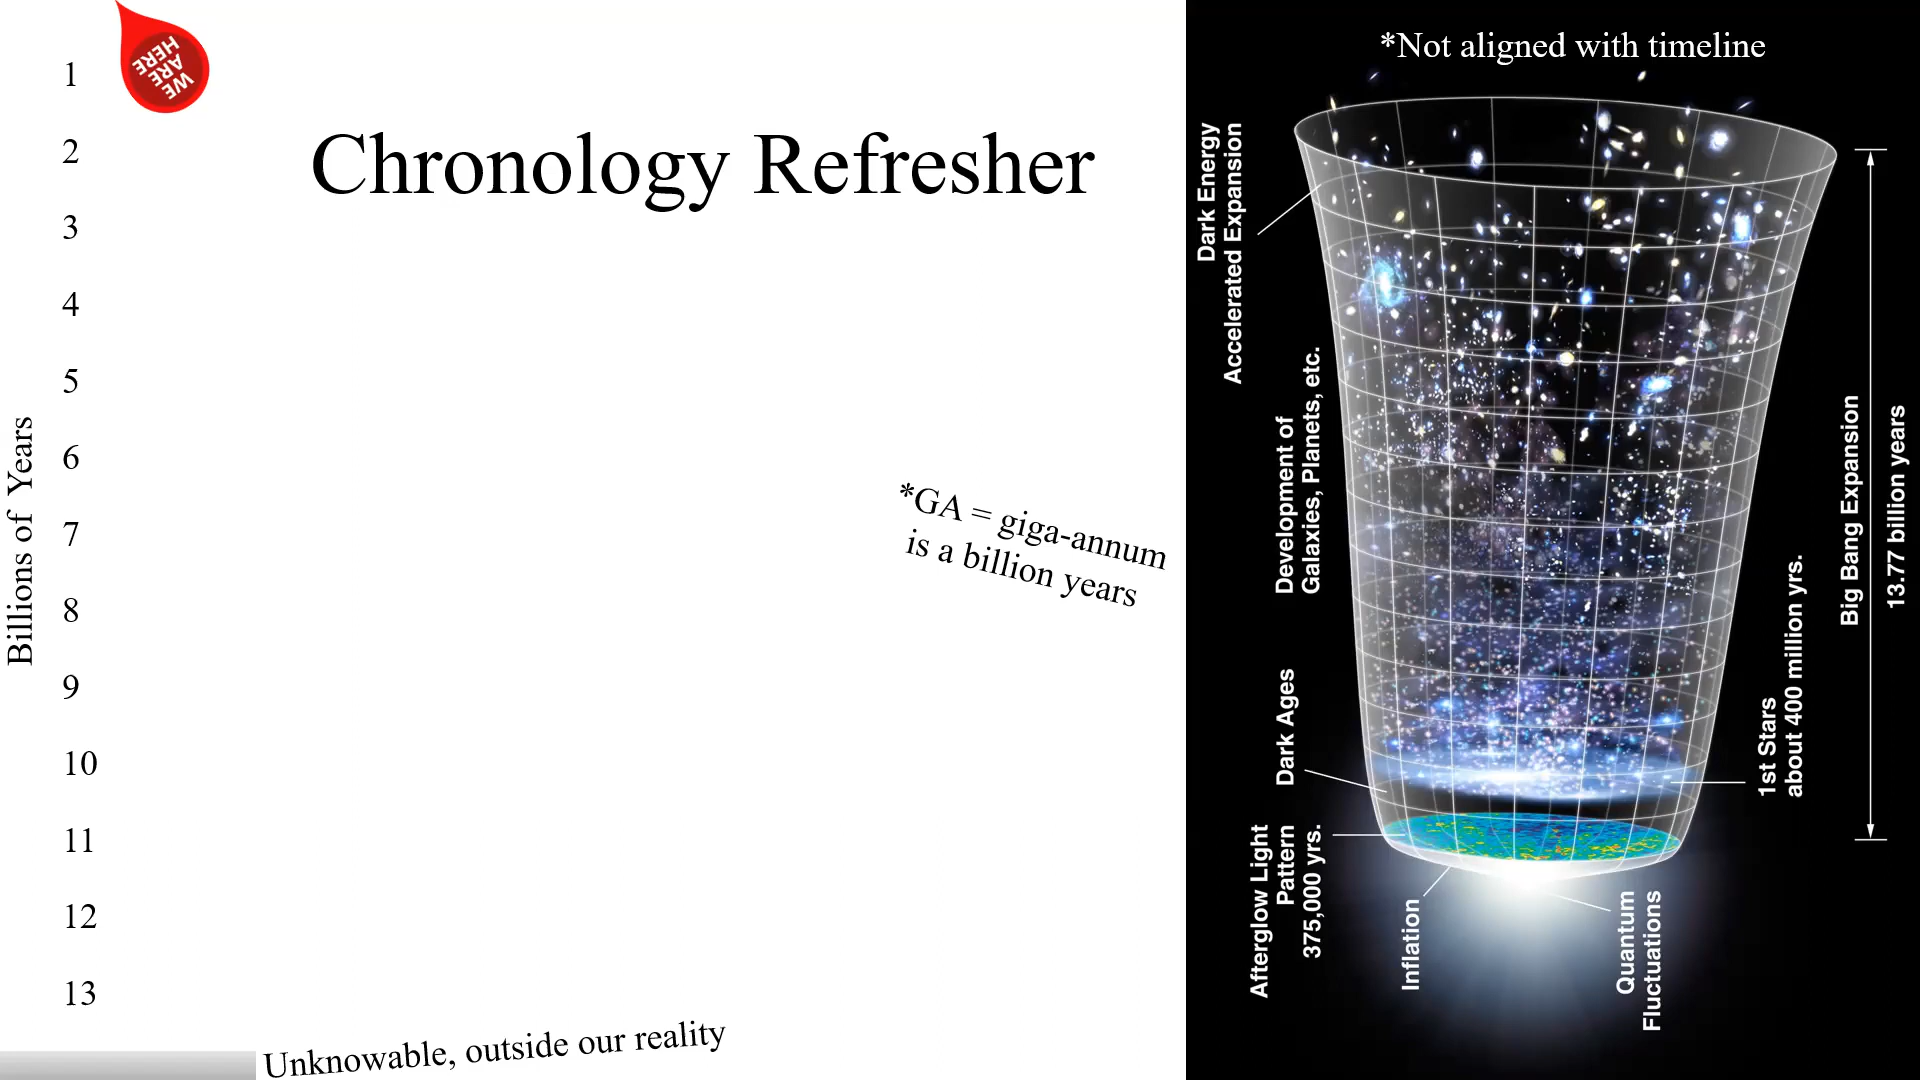 WE
ARE
HERE
Chronology Refresher
Billions of Years
1
2
3
4
5
6
7
8
9
10
11
12
13
*GA = giga-annum
is a billion years
Unknowable, outside our reality
*Not aligned with timeline
Dark Energy
Accelerated Expansion
Development of
Galaxies, Planets, etc.
Dark Ages
Afterglow Light
Pattern
375,000 yrs.
Inflation
Quantum
Fluctuations
1st Stars
about 400 million yrs.
Big Bang Expansion
13.77 billion years